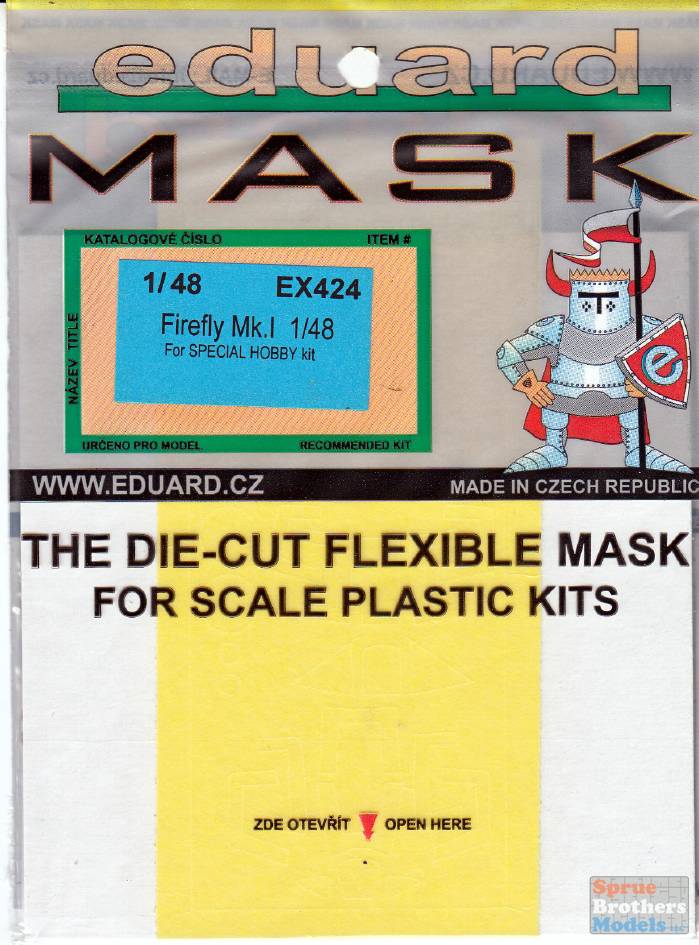 eduard
MASK
KATALOGOVÉ ČÍSLO ITEM #
1/48 EX424
Firefly Mk.I 1/48
For SPECIAL HOBBY kit
NÁZEV TITLE
URČENO PRO MODEL RECOMMENDED KIT
e
WWW.EDUARD.CZ MADE IN CZECH REPUBLIC
THE DIE-CUT FLEXIBLE MASK
FOR SCALE PLASTIC KITS
ZDE OTEVŘÍT OPEN HERE
Sprue
Brothers
Models LLC